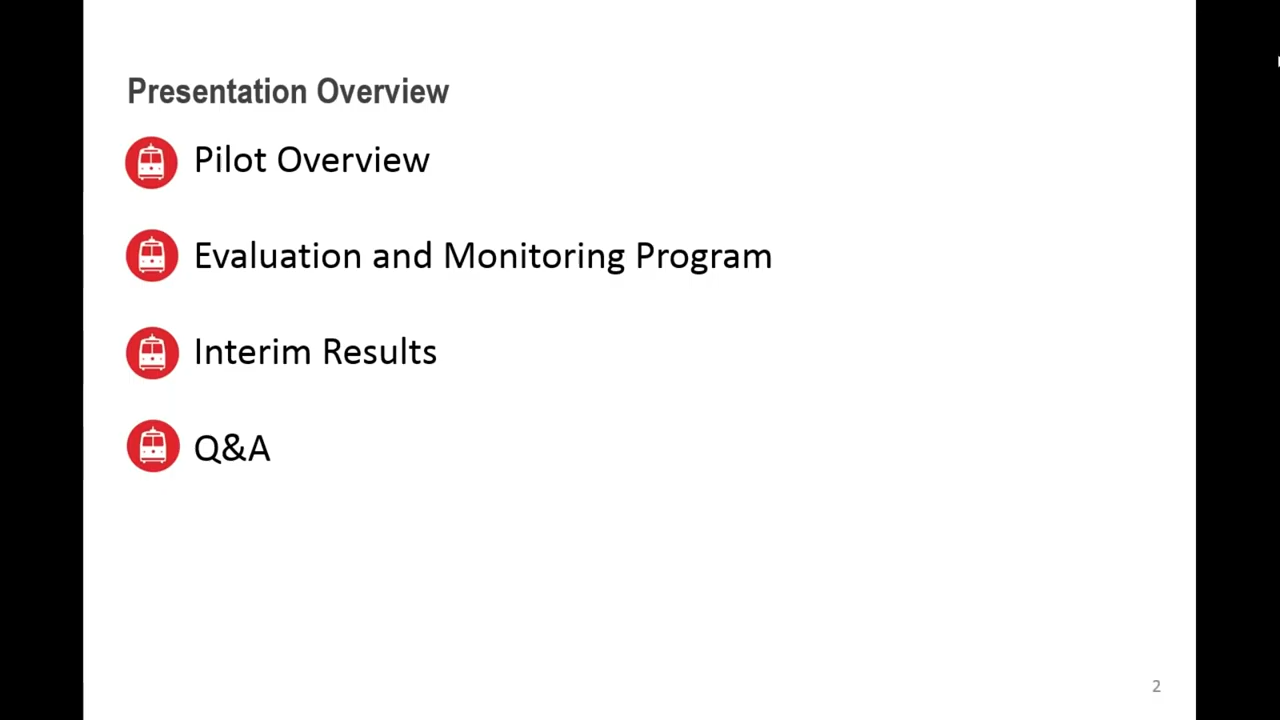 Presentation Overview
Pilot Overview
Evaluation and Monitoring Program
Interim Results
Q&A
2